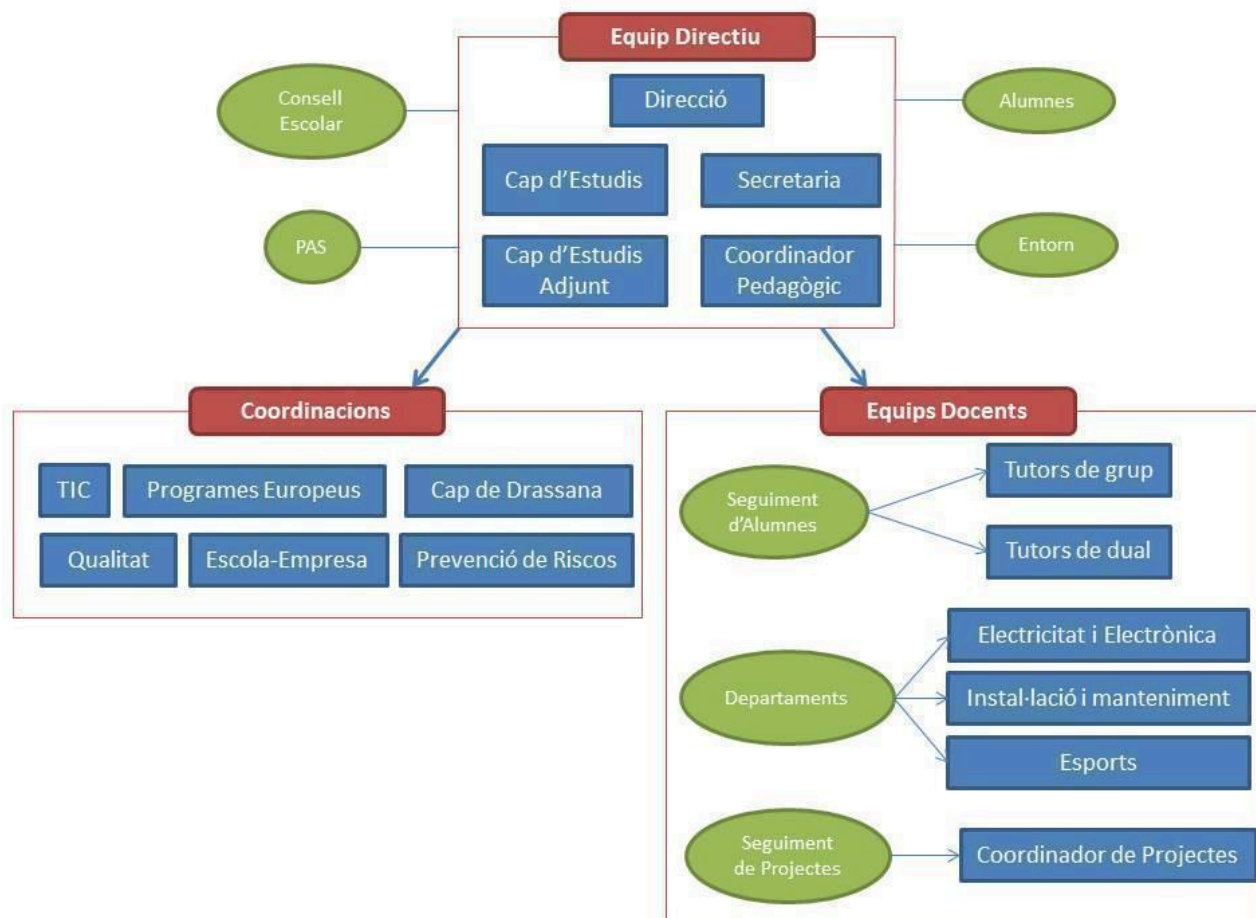 Equip Directiu
Consell
Escolar
Direcció
Alumnes
Cap d'Estudis
Secretaria
PAS
Cap d'Estudis
Adjunt
Coordinador
Pedagògic
Entorn
Coordinacions
TIC
Programes Europeus
Cap de Drassana
Qualitat
Escola-Empresa
Prevenció de Riscos
Equips Docents
Seguiment
d'Alumnes
Tutors de grup
Tutors de dual
Departaments
Electricitat i Electrònica
Instal·lació i manteniment
Esports
Seguiment
de Projectes
Coordinador de Projectes